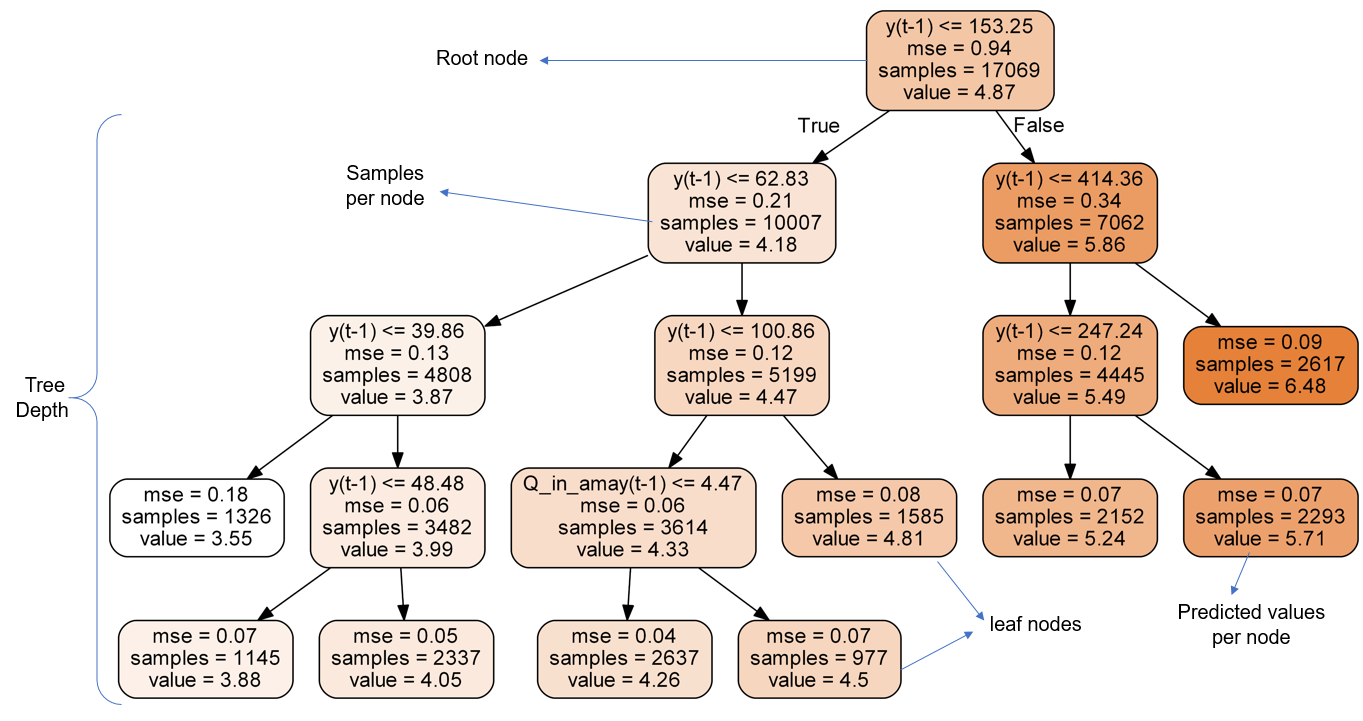 y(t-1) <= 153.25
mse = 0.94
samples = 17069
value = 4.87
Root node
True
False
Samples
per node
y(t-1) <= 62.83
mse = 0.21
samples = 10007
value = 4.18
y(t-1) <= 414.36
mse = 0.34
samples = 7062
value = 5.86
Tree
Depth
y(t-1) <= 39.86
mse = 0.13
samples = 4808
value = 3.87
y(t-1) <= 100.86
mse = 0.12
samples = 5199
value = 4.47
y(t-1) <= 247.24
mse = 0.12
samples = 4445
value = 5.49
mse = 0.09
samples = 2617
value = 6.48
mse = 0.18
samples = 1326
value = 3.55
y(t-1) <= 48.48
mse = 0.06
samples = 3482
value = 3.99
Q_in_amay(t-1) <= 4.47
mse = 0.06
samples = 3614
value = 4.33
mse = 0.08
samples = 1585
value = 4.81
mse = 0.07
samples = 2152
value = 5.24
mse = 0.07
samples = 2293
value = 5.71
mse = 0.07
samples = 1145
value = 3.88
mse = 0.05
samples = 2337
value = 4.05
mse = 0.04
samples = 2637
value = 4.26
mse = 0.07
samples = 977
value = 4.5
leaf nodes
Predicted values
per node